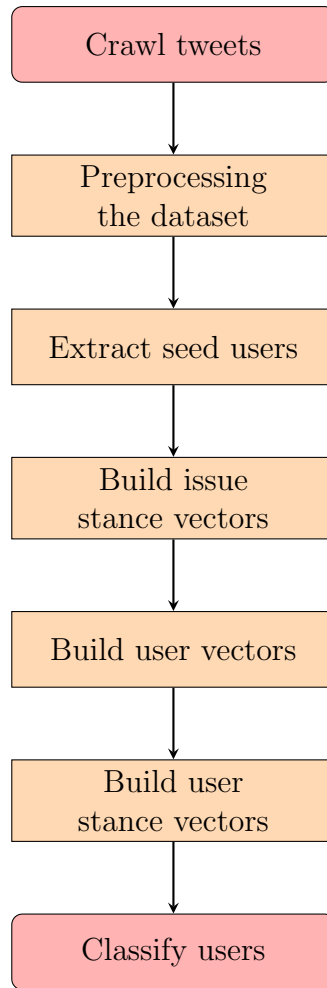 Crawl tweets
Preprocessing
the dataset
Extract seed users
Build issue
stance vectors
Build user vectors
Build user
stance vectors
Classify users